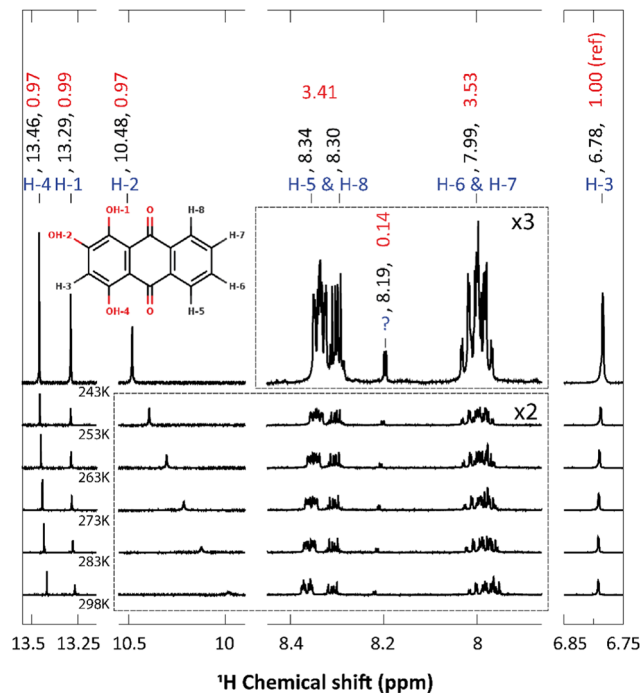 H-4 13.46, 0.97
H-1 13.29, 0.99
H-2 10.48, 0.97
H-5 & H-8 8.34, 8.30, 3.41
? , 8.19, 0.14
H-6 & H-7 7.99, 3.53
H-3 6.78, 1.00 (ref)
x3
OH-1 O H-8
OH-2 H-7
H-3 H-6
OH-4 O H-5
243K
x2
253K
263K
273K
283K
298K
13.5 13.25 10.5 10 8.4 8.2 8 6.85 6.75
¹H Chemical shift (ppm)